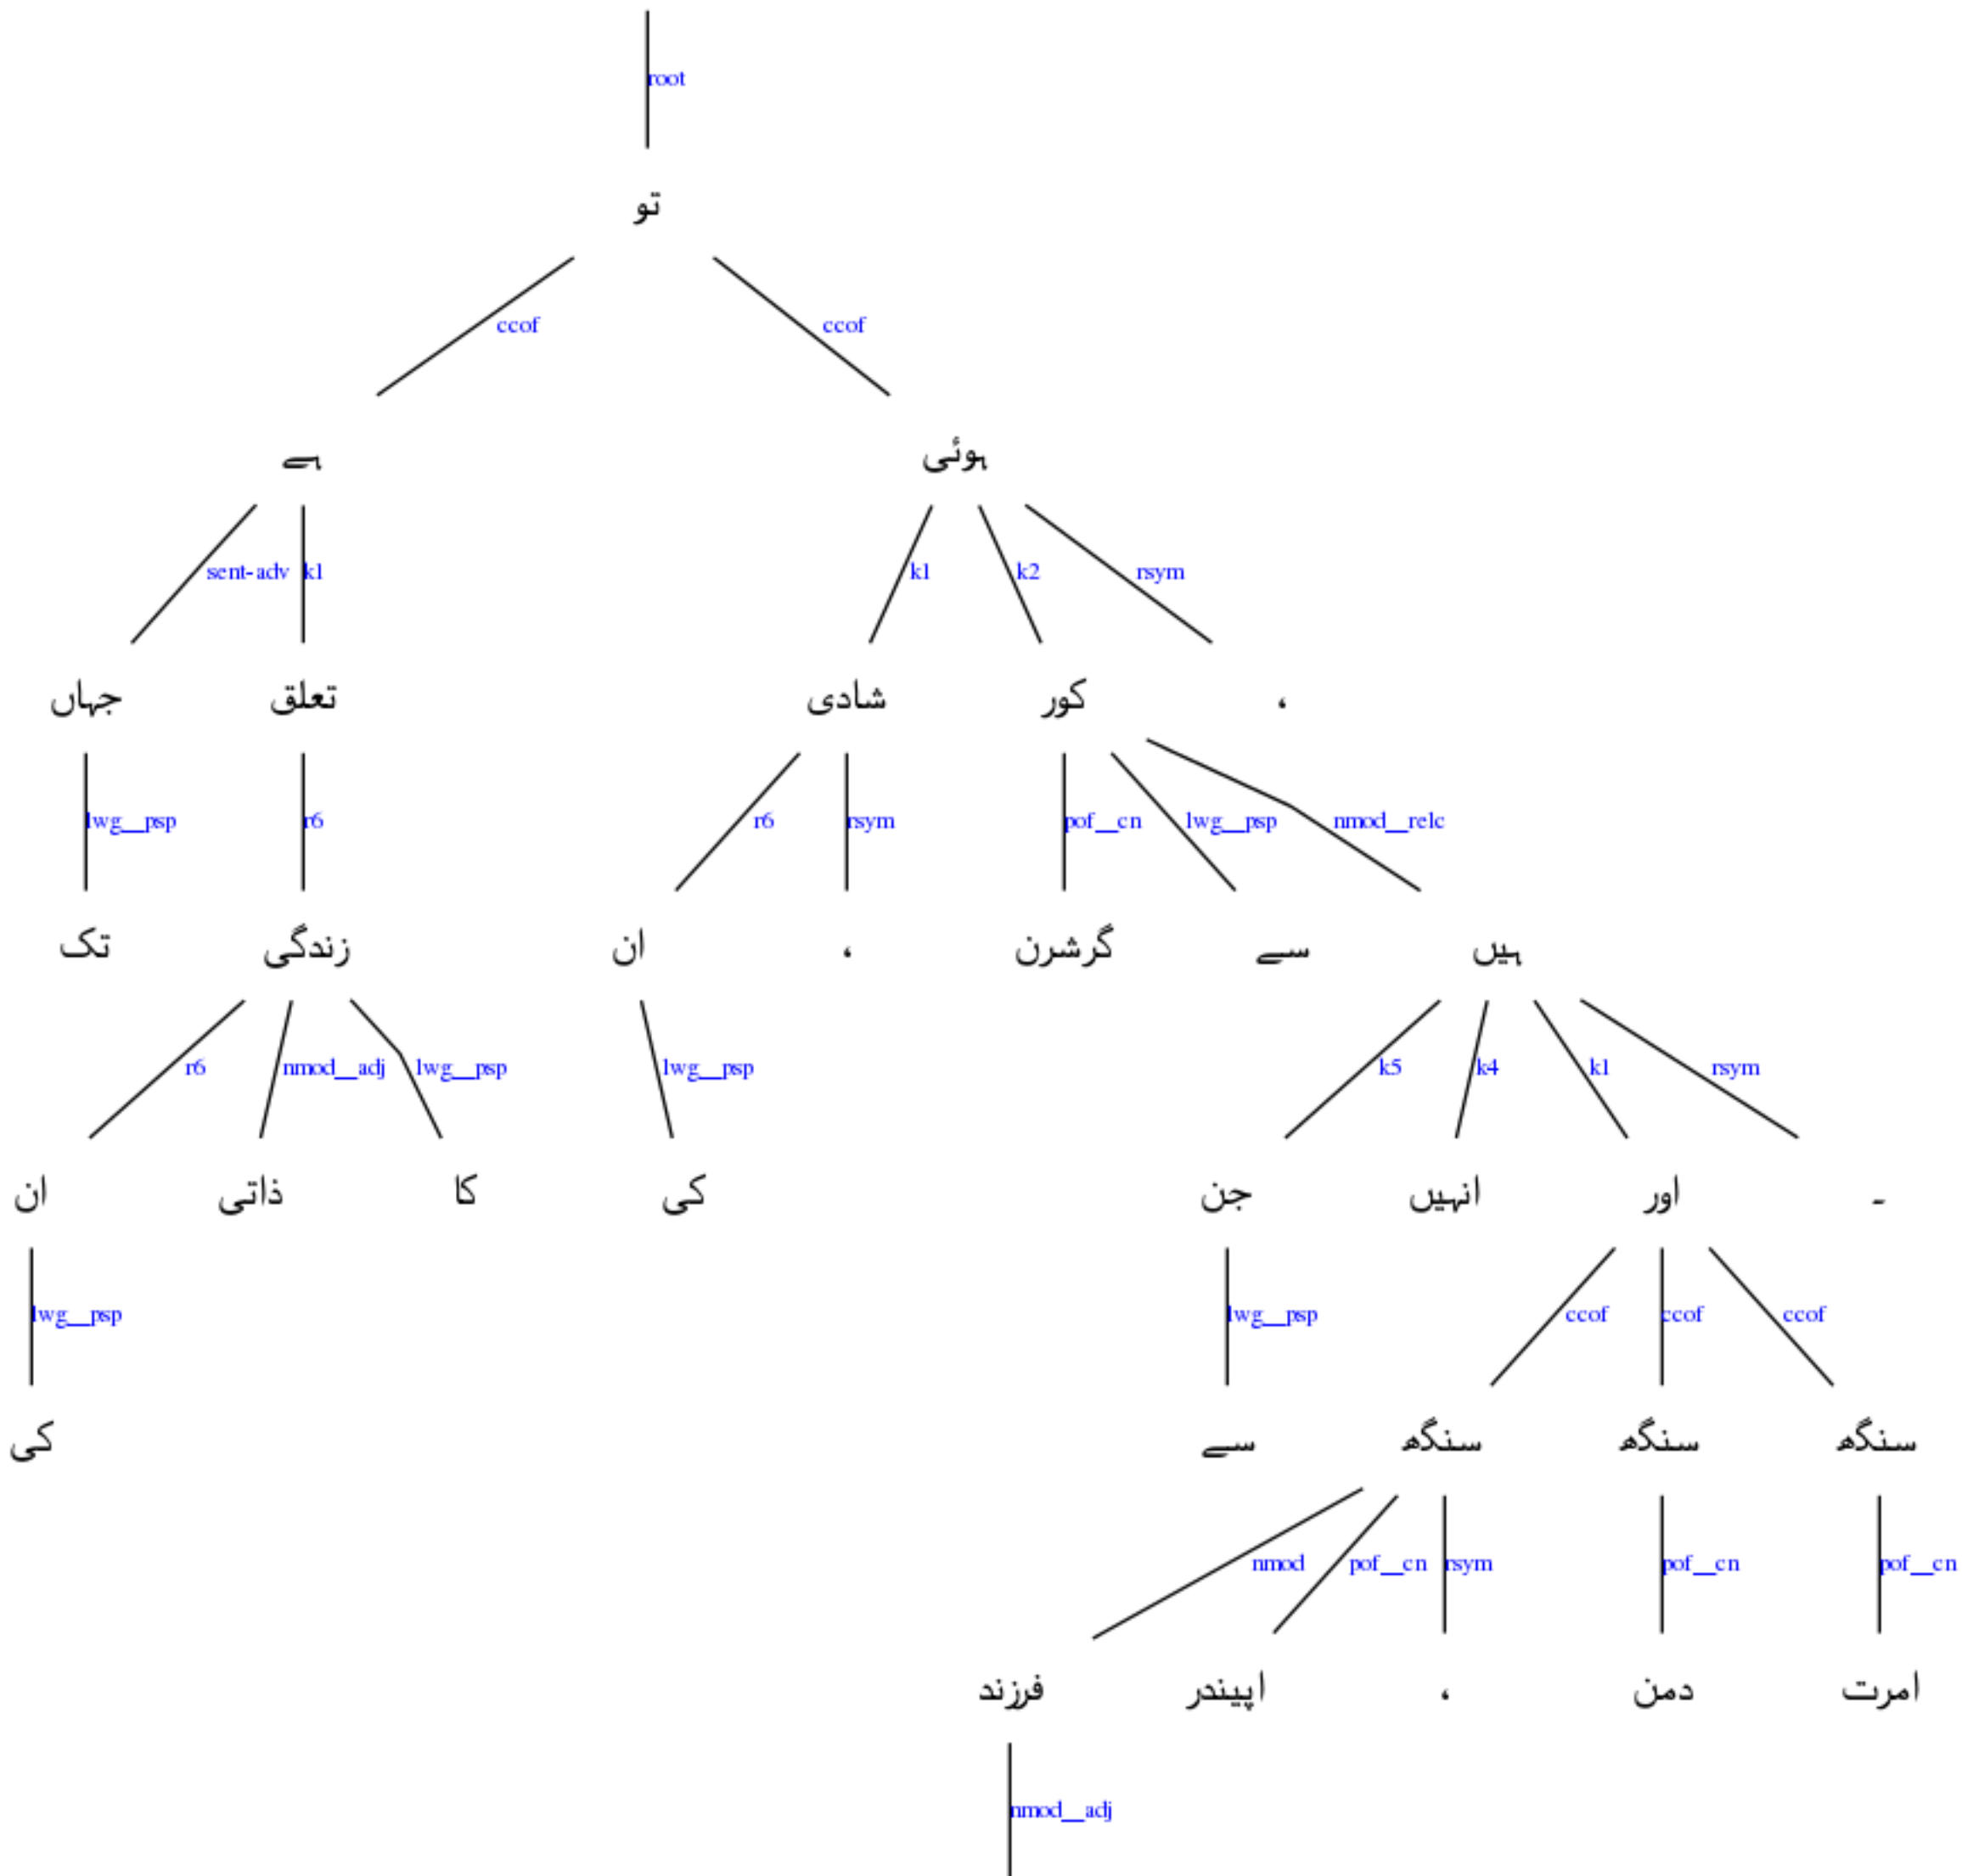 root
تو
ccof ccof
ہے ہوئی
sent-adv k1 k1 k2 rsym
جہاں تعلق شادی کور ،
lwg__psp r6 r6 rsym pof__cn lwg__psp nmod__relc
تک زندگی ان ، گرشرن سے ہیں
r6 nmod__adj lwg__psp lwg__psp k5 k4 k1 rsym
ان ذاتی کا کی جن انہیں اور ۔
lwg__psp lwg__psp ccof ccof ccof
کی سے سنگھ سنگھ سنگھ
nmod pof__cn rsym pof__cn pof__cn
فرزند اپیندر ، دمن امرت
nmod__adj